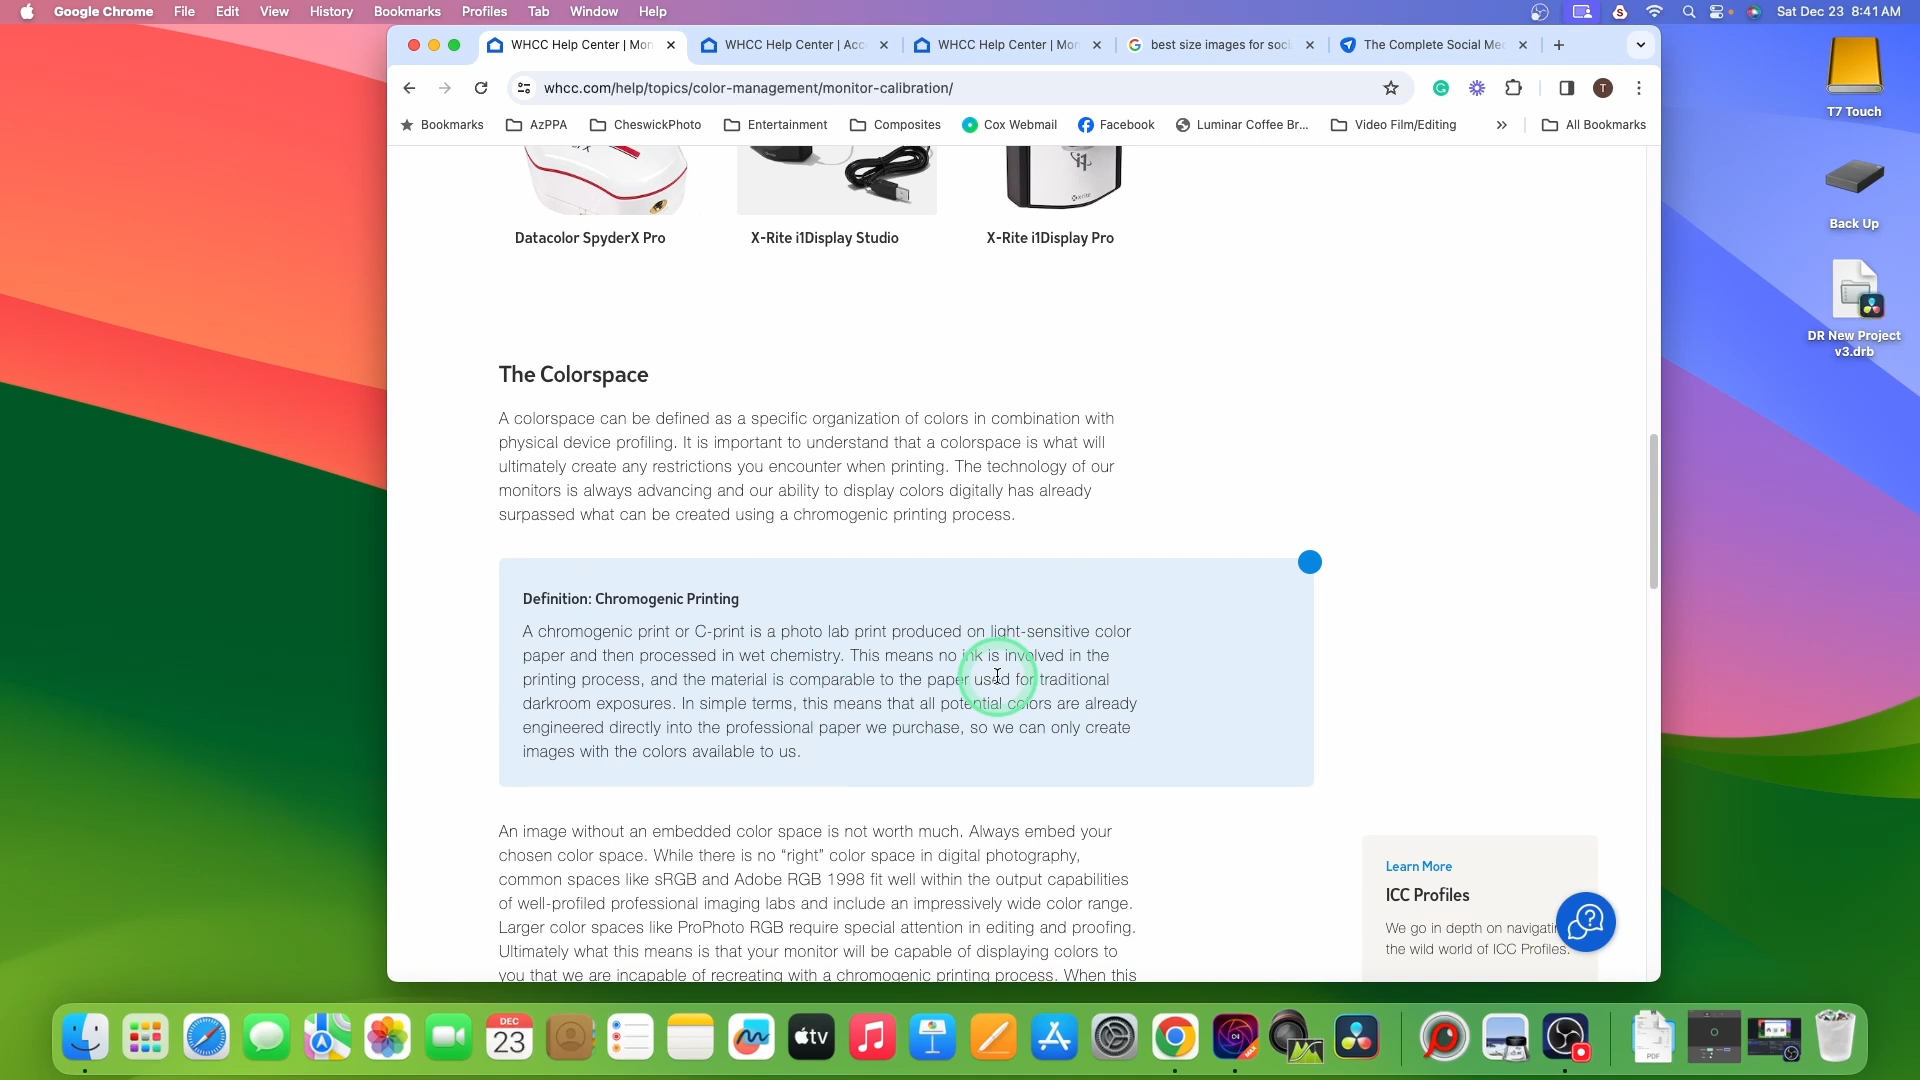 Google Chrome File Edit View History Bookmarks Profiles Tab Window Help Sat Dec 23 8:41 AM
WHCC Help Center | Mon WHCC Help Center | Acc WHCC Help Center | Mon best size images for soci The Complete Social Med
whcc.com/help/topics/color-management/monitor-calibration/ T
Bookmarks AzPPA CheswickPhoto Entertainment Composites Cox Webmail Facebook Luminar Coffee Br... Video Film/Editing » All Bookmarks
Datacolor SpyderX Pro X-Rite i1Display Studio X-Rite i1Display Pro
The Colorspace
A colorspace can be defined as a specific organization of colors in combination with
physical device profiling. It is important to understand that a colorspace is what will
ultimately create any restrictions you encounter when printing. The technology of our
monitors is always advancing and our ability to display colors digitally has already
surpassed what can be created using a chromogenic printing process.
Definition: Chromogenic Printing
A chromogenic print or C-print is a photo lab print produced on light-sensitive color
paper and then processed in wet chemistry. This means no ink is involved in the
printing process, and the material is comparable to the paper used for traditional
darkroom exposures. In simple terms, this means that all potential colors are already
engineered directly into the professional paper we purchase, so we can only create
images with the colors available to us.
An image without an embedded color space is not worth much. Always embed your
chosen color space. While there is no “right” color space in digital photography,
common spaces like sRGB and Adobe RGB 1998 fit well within the output capabilities
of well-profiled professional imaging labs and include an impressively wide color range.
Larger color spaces like ProPhoto RGB require special attention in editing and proofing.
Ultimately what this means is that your monitor will be capable of displaying colors to
you that we are incapable of recreating with a chromogenic printing process. When this
Learn More
ICC Profiles
We go in depth on navigatin
the wild world of ICC Profiles.
T7 Touch
Back Up
DR New Project
v3.drb
DEC
23
tv
PDF